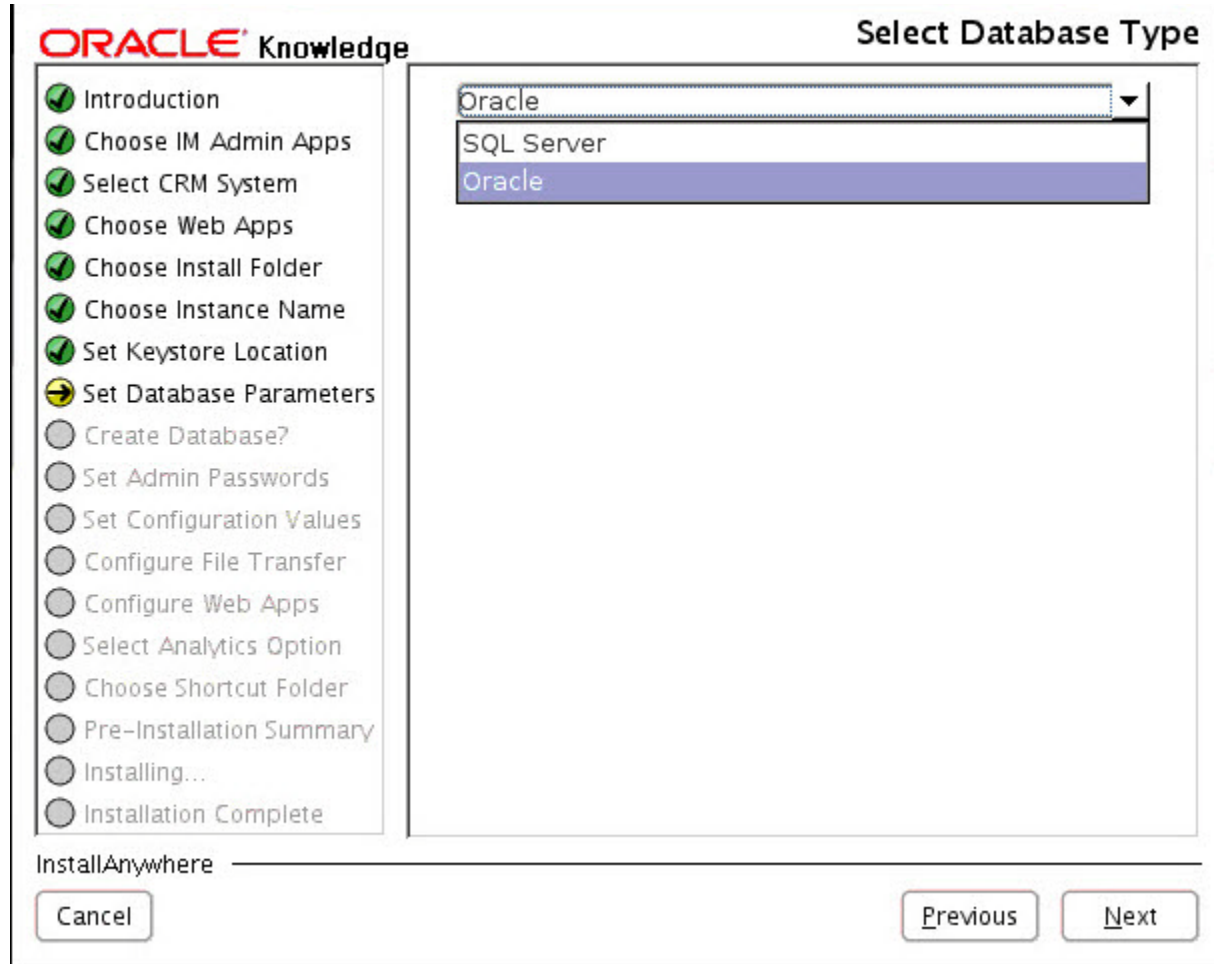 ORACLE Knowledge
Select Database Type
Introduction
Choose IM Admin Apps
Select CRM System
Choose Web Apps
Choose Install Folder
Choose Instance Name
Set Keystore Location
Set Database Parameters
Create Database?
Set Admin Passwords
Set Configuration Values
Configure File Transfer
Configure Web Apps
Select Analytics Option
Choose Shortcut Folder
Pre-Installation Summary
Installing...
Installation Complete
Oracle
SQL Server
Oracle
InstallAnywhere
Cancel
Previous
Next